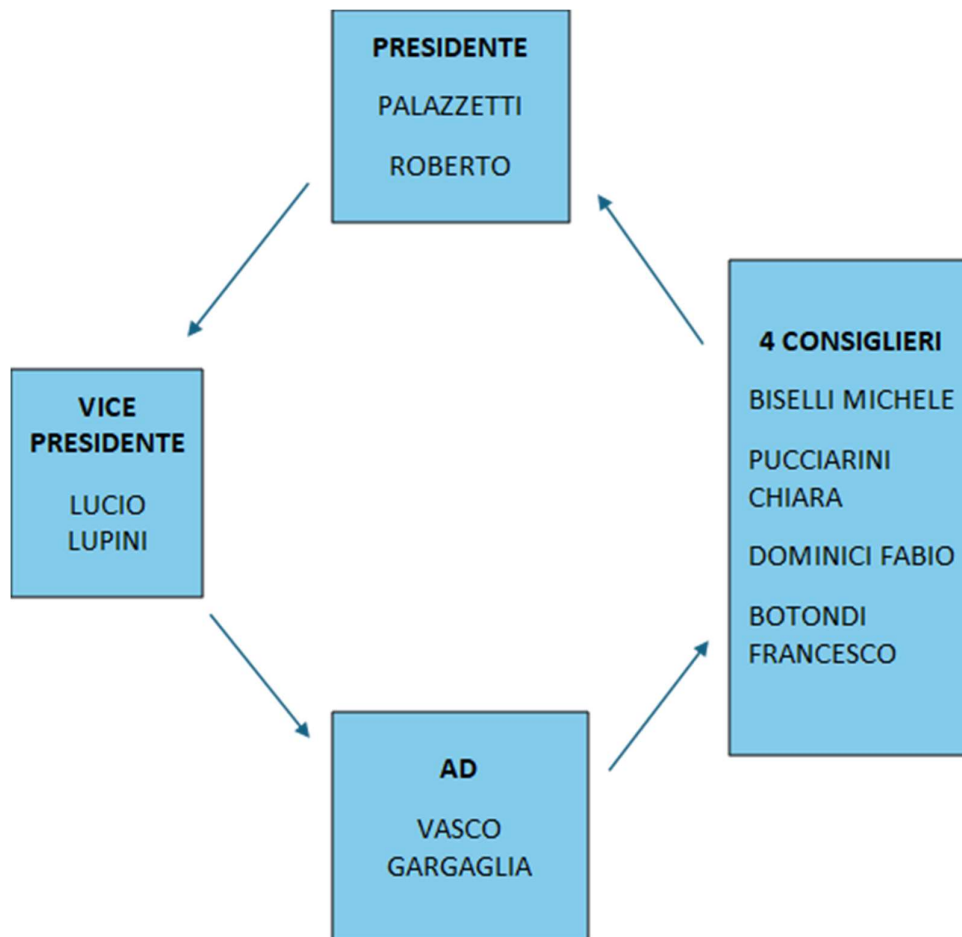 PRESIDENTE
PALAZZETTI
ROBERTO
VICE
PRESIDENTE
LUCIO
LUPINI
AD
VASCO
GARGAGLIA
4 CONSIGLIERI
BISELLI MICHELE
PUCCIARINI
CHIARA
DOMINICI FABIO
BOTONDI
FRANCESCO